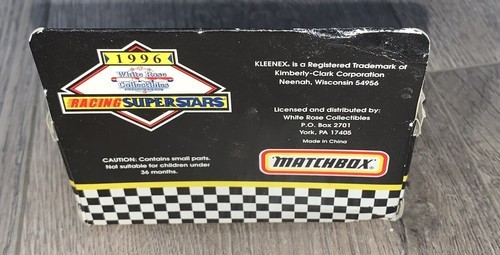 1996
White Rose
Collectibles
RACING SUPERSTARS
CAUTION: Contains small parts.
Not suitable for children under
36 months.
KLEENEX® is a Registered Trademark of
Kimberly-Clark Corporation
Neenah, Wisconsin 54956
Licensed and distributed by:
White Rose Collectibles
P.O. Box 2701
York, PA 17405
Made in China
MATCHBOX®